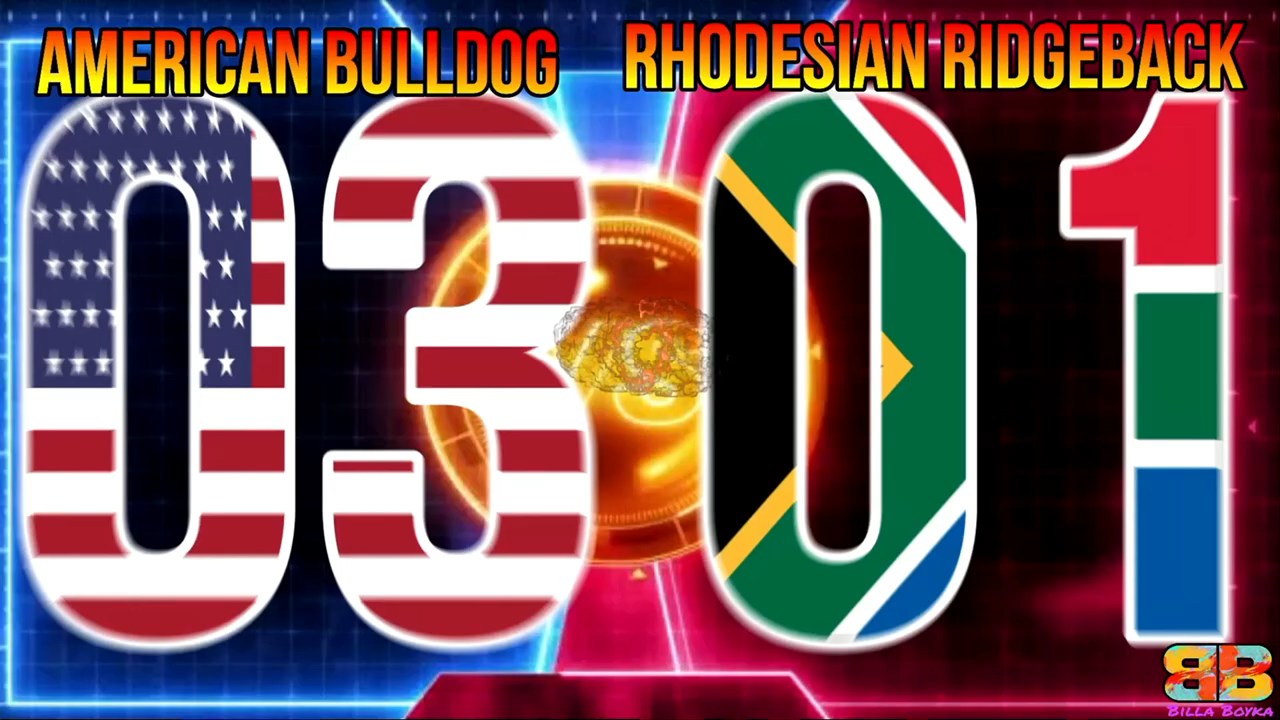 AMERICAN BULLDOG
RHODESIAN RIDGEBACK
03
01
BB
BILLA BOYKA